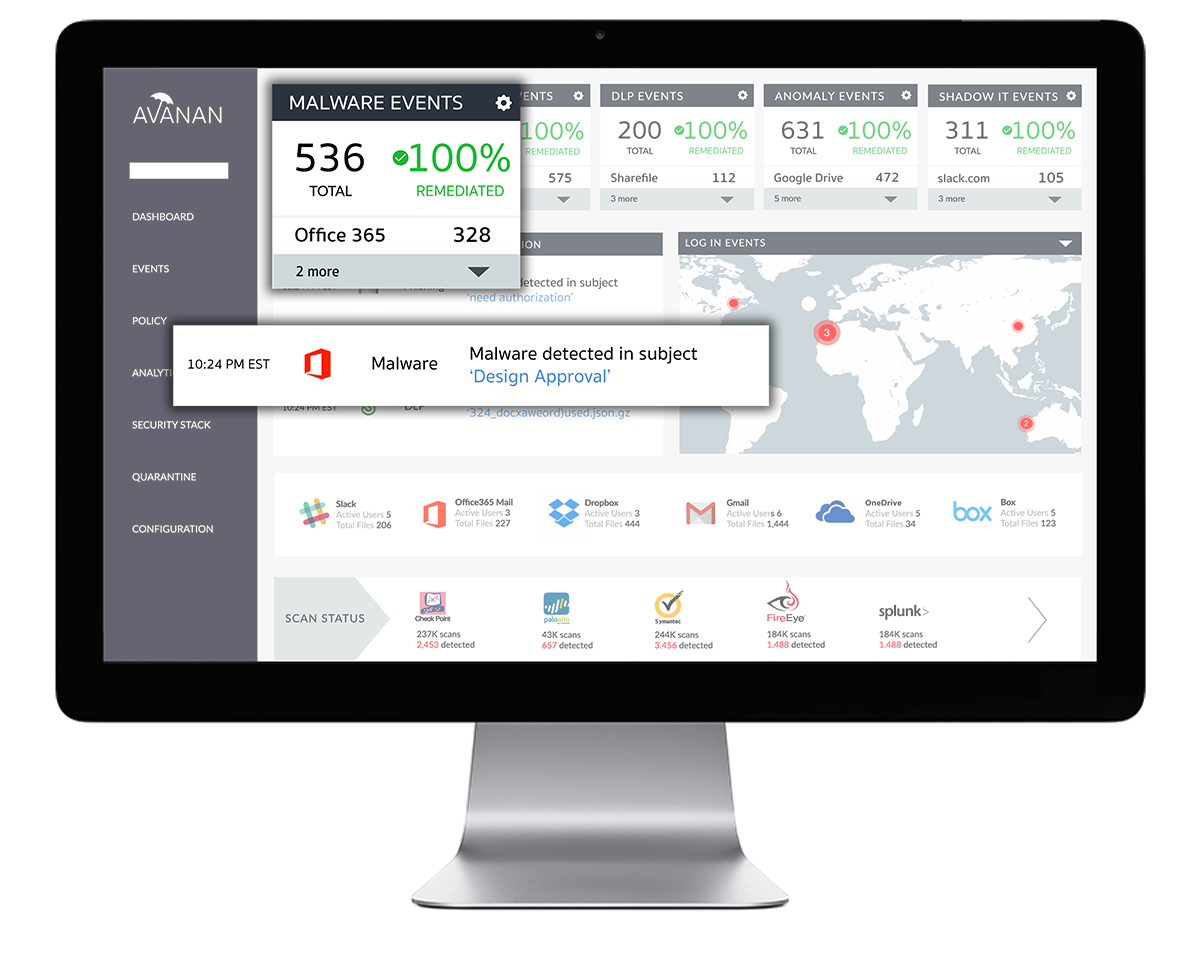 AVANAN
DASHBOARD
EVENTS
POLICY
ANALYTI
SECURITY STACK
QUARANTINE
CONFIGURATION
MALWARE EVENTS
536
TOTAL
100%
REMEDIATED
Office 365 328
2 more
ENTS
100%
REMEDIATED
575
DLP EVENTS
200
TOTAL
100%
REMEDIATED
Sharefile 112
3 more
ANOMALY EVENTS
631
TOTAL
100%
REMEDIATED
Google Drive 472
5 more
SHADOW IT EVENTS
311
TOTAL
100%
REMEDIATED
slack.com 105
3 more
ION
etected in subject
'need authorization'
10:24 PM EST Malware Malware detected in subject
‘Design Approval’
10:24 PM EST DLP '324_docxaweord)used.json.gz
LOG IN EVENTS
3
2
Slack
Active Users 5
Total Files 206
Office365 Mail
Active Users 3
Total Files 227
Dropbox
Active Users 3
Total Files 444
Gmail
Active Users 6
Total Files 1,444
OneDrive
Active Users 5
Total Files 34
box
Box
Active Users 5
Total Files 123
SCAN STATUS
Check Point
237K scans
2,453 detected
paloalto
43K scans
657 detected
Symantec
244K scans
3,456 detected
FireEye
184K scans
1.488 detected
splunk>
184K scans
1.488 detected